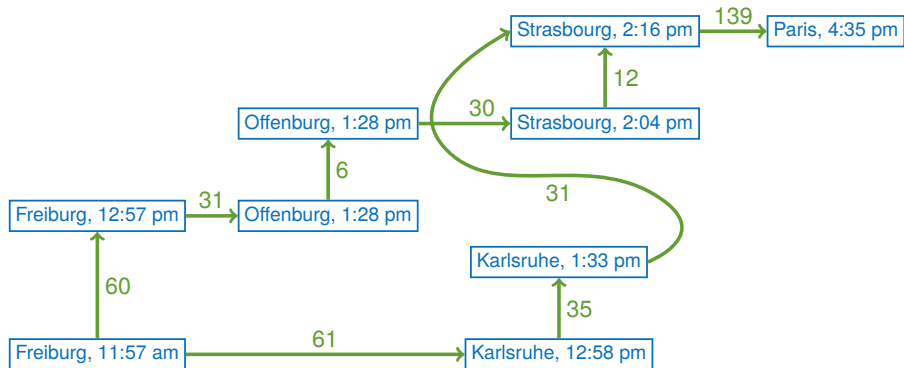 139
Strasbourg, 2:16 pm
Paris, 4:35 pm
12
30
Offenburg, 1:28 pm
Strasbourg, 2:04 pm
6
31
31
Freiburg, 12:57 pm
Offenburg, 1:28 pm
Karlsruhe, 1:33 pm
60
35
61
Freiburg, 11:57 am
Karlsruhe, 12:58 pm